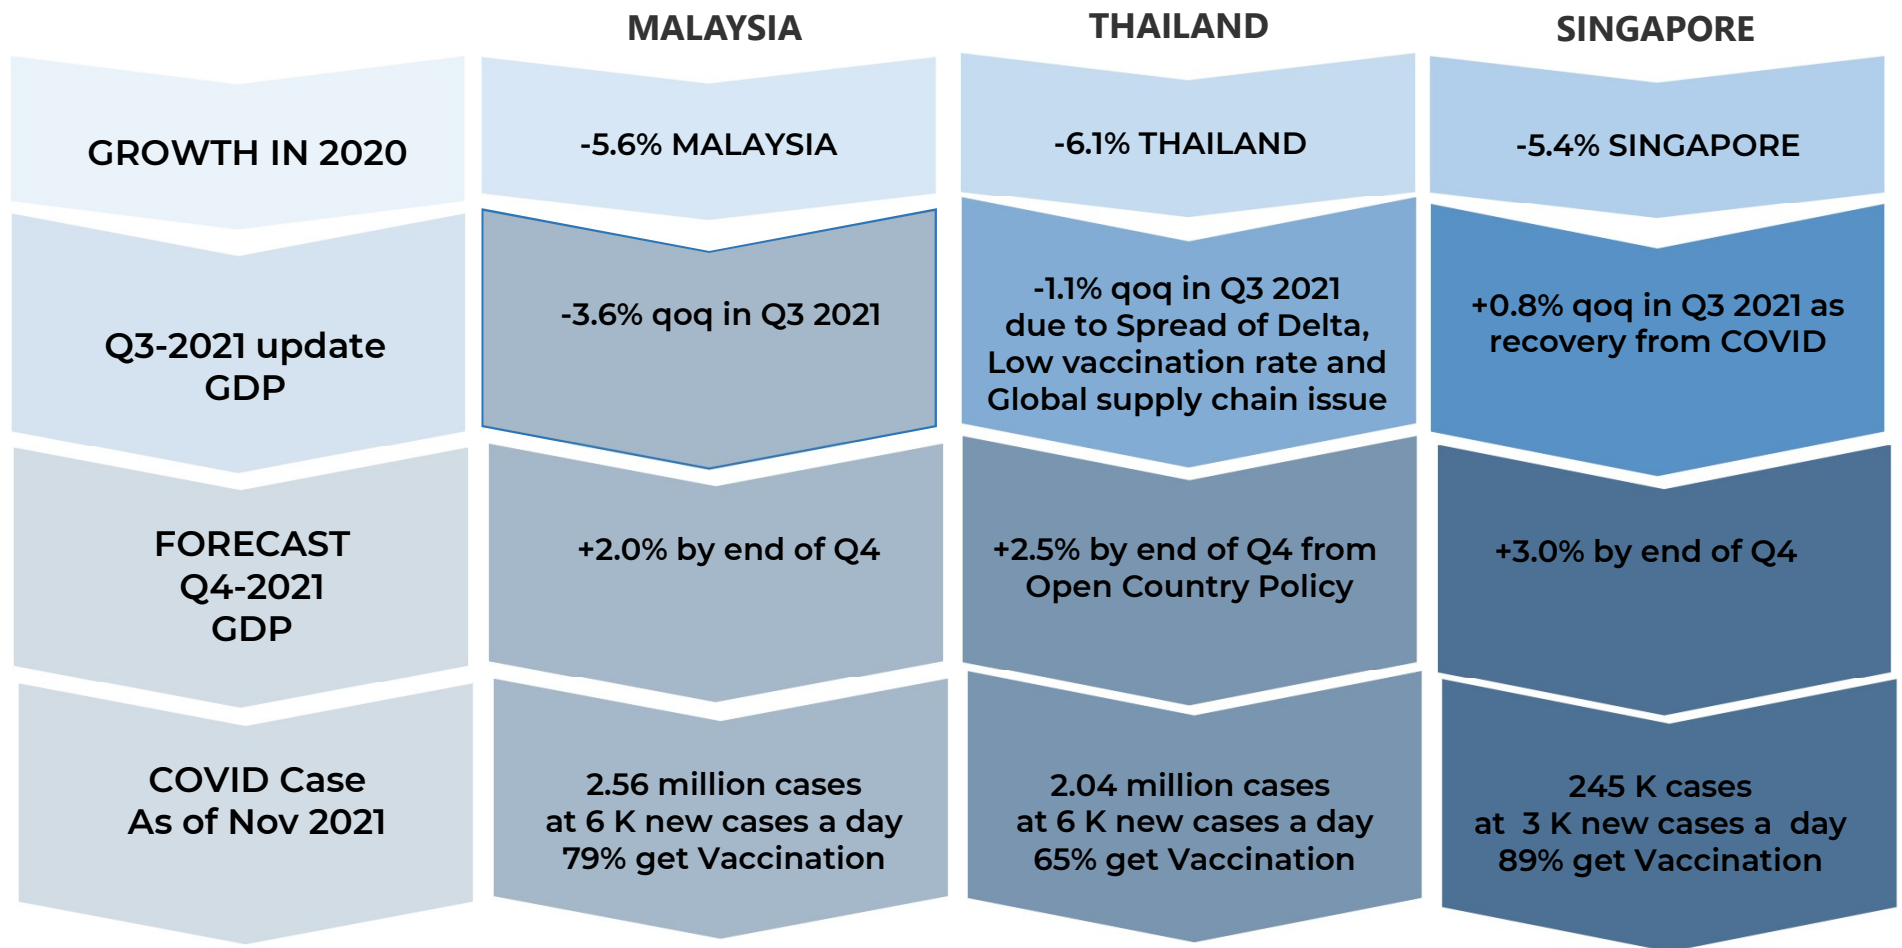 MALAYSIA
THAILAND
SINGAPORE
GROWTH IN 2020
-5.6% MALAYSIA
-6.1% THAILAND
-5.4% SINGAPORE
Q3-2021 update
GDP
-3.6% qoq in Q3 2021
-1.1% qoq in Q3 2021
due to Spread of Delta,
Low vaccination rate and
Global supply chain issue
+0.8% qoq in Q3 2021 as
recovery from COVID
FORECAST
Q4-2021
GDP
+2.0% by end of Q4
+2.5% by end of Q4 from
Open Country Policy
+3.0% by end of Q4
COVID Case
As of Nov 2021
2.56 million cases
at 6 K new cases a day
79% get Vaccination
2.04 million cases
at 6 K new cases a day
65% get Vaccination
245 K cases
at 3 K new cases a day
89% get Vaccination